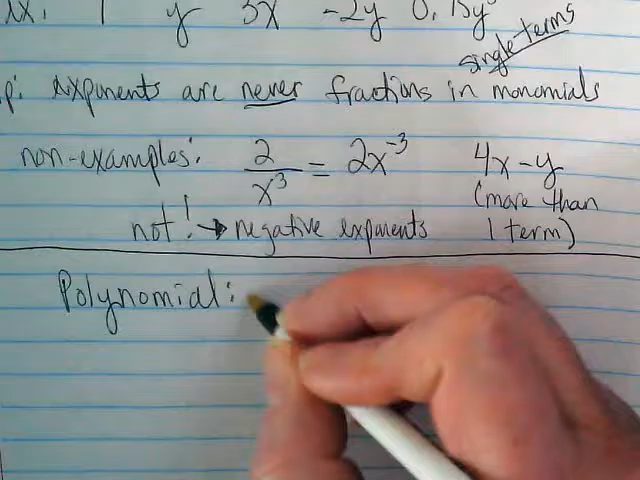 1 y 3x -2y 0.15y
single terms
exponents are never fractions in monomials
non-examples: 2/x³ = 2x⁻³ 4x-y
(more than
not! → negative exponents 1 term)
Polynomial: